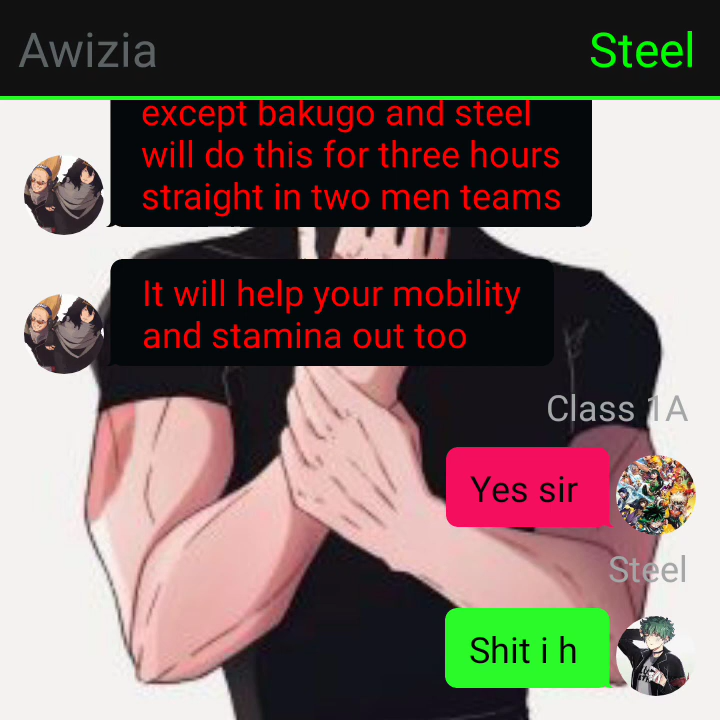 Awizia
Steel
except bakugo and steel
will do this for three hours
straight in two men teams
It will help your mobility
and stamina out too
Class 1A
Yes sir
Steel
Shit i h